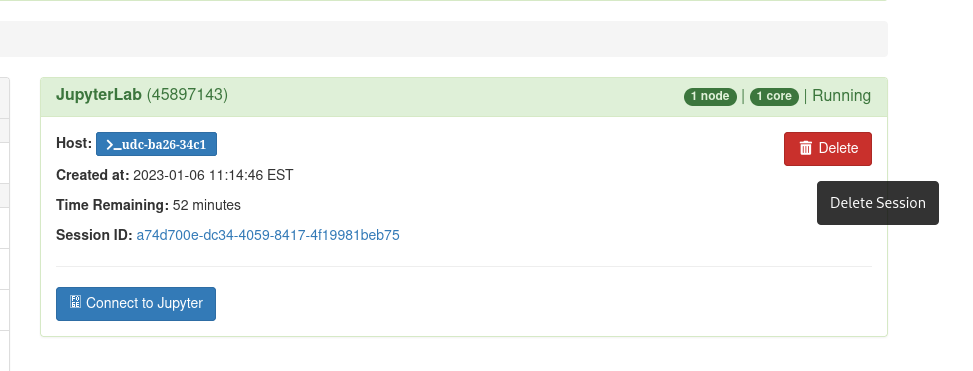 JupyterLab (45897143) 1 node | 1 core | Running
Host: >_udc-ba26-34c1 Delete
Created at: 2023-01-06 11:14:46 EST
Delete Session
Time Remaining: 52 minutes
Session ID: a74d700e-dc34-4059-8417-4f19981beb75
Connect to Jupyter